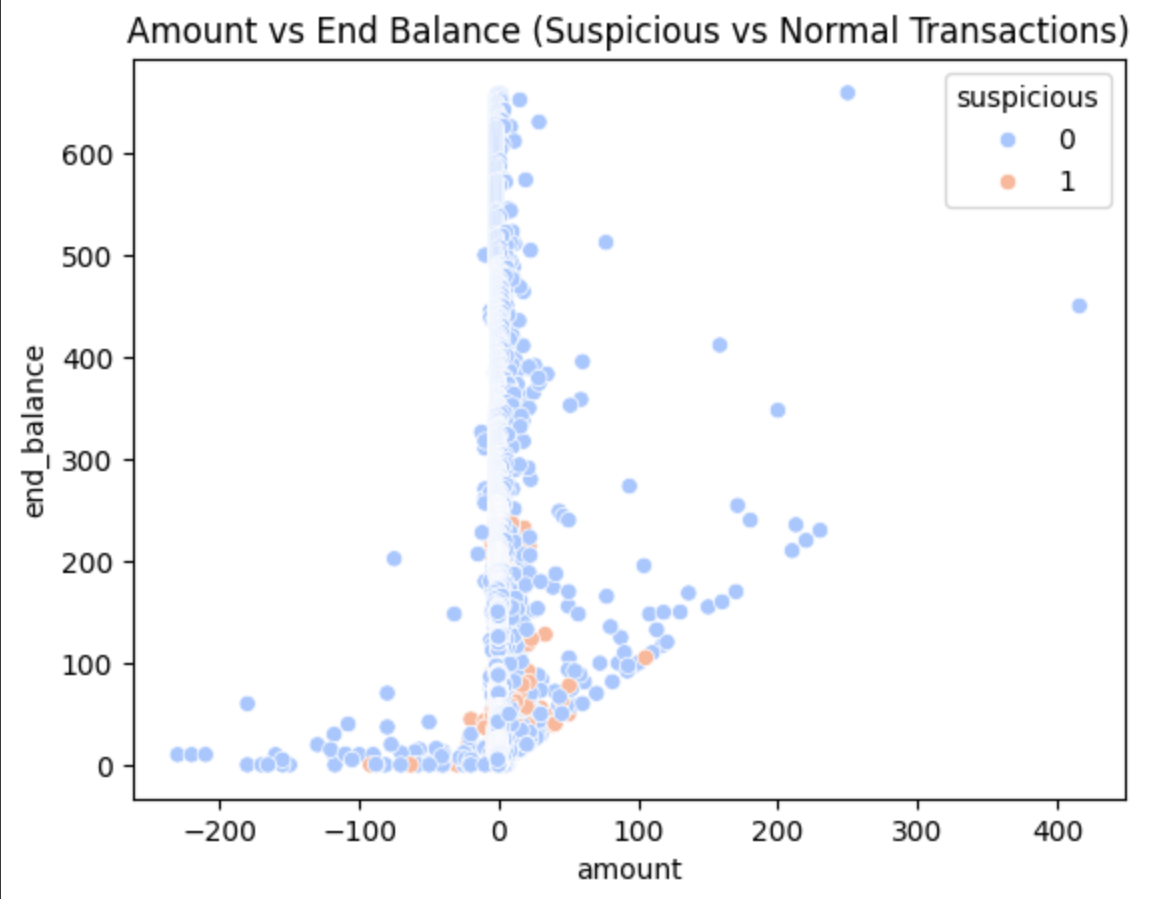 Amount vs End Balance (Suspicious vs Normal Transactions)
suspicious
0
1
600
500
400
300
200
100
0
end_balance
−200 −100 0 100 200 300 400
amount